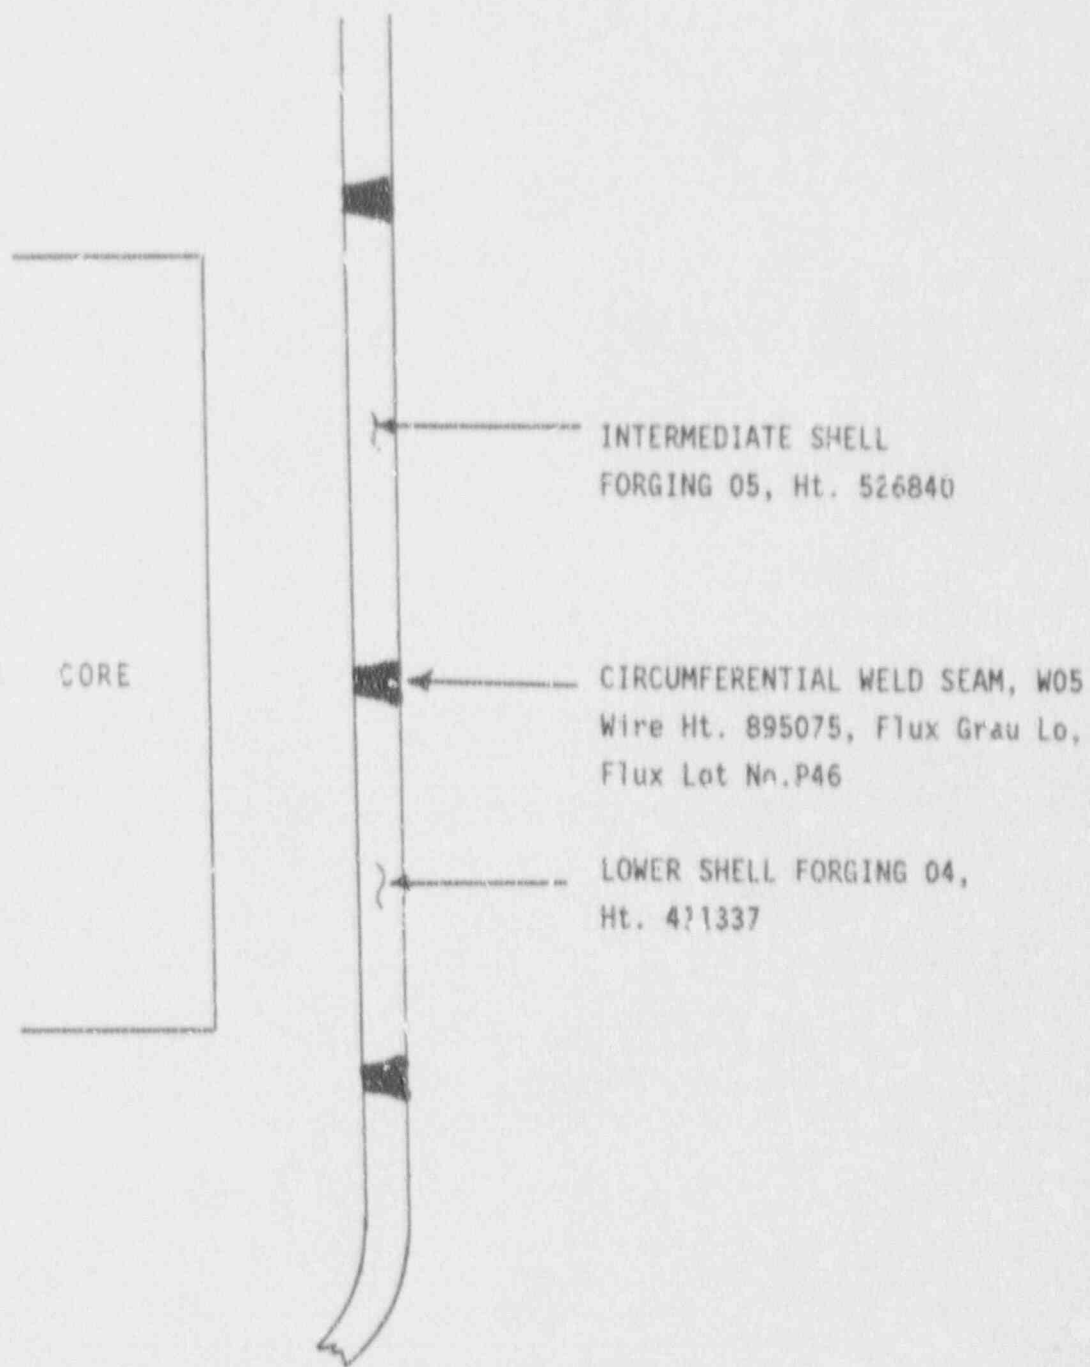 INTERMEDIATE SHELL
FORGING 05, Ht. 526840
CORE
CIRCUMFERENTIAL WELD SEAM, W05
Wire Ht. 895075, Flux Grau Lo,
Flux Lot No.P46
LOWER SHELL FORGING 04,
Ht.